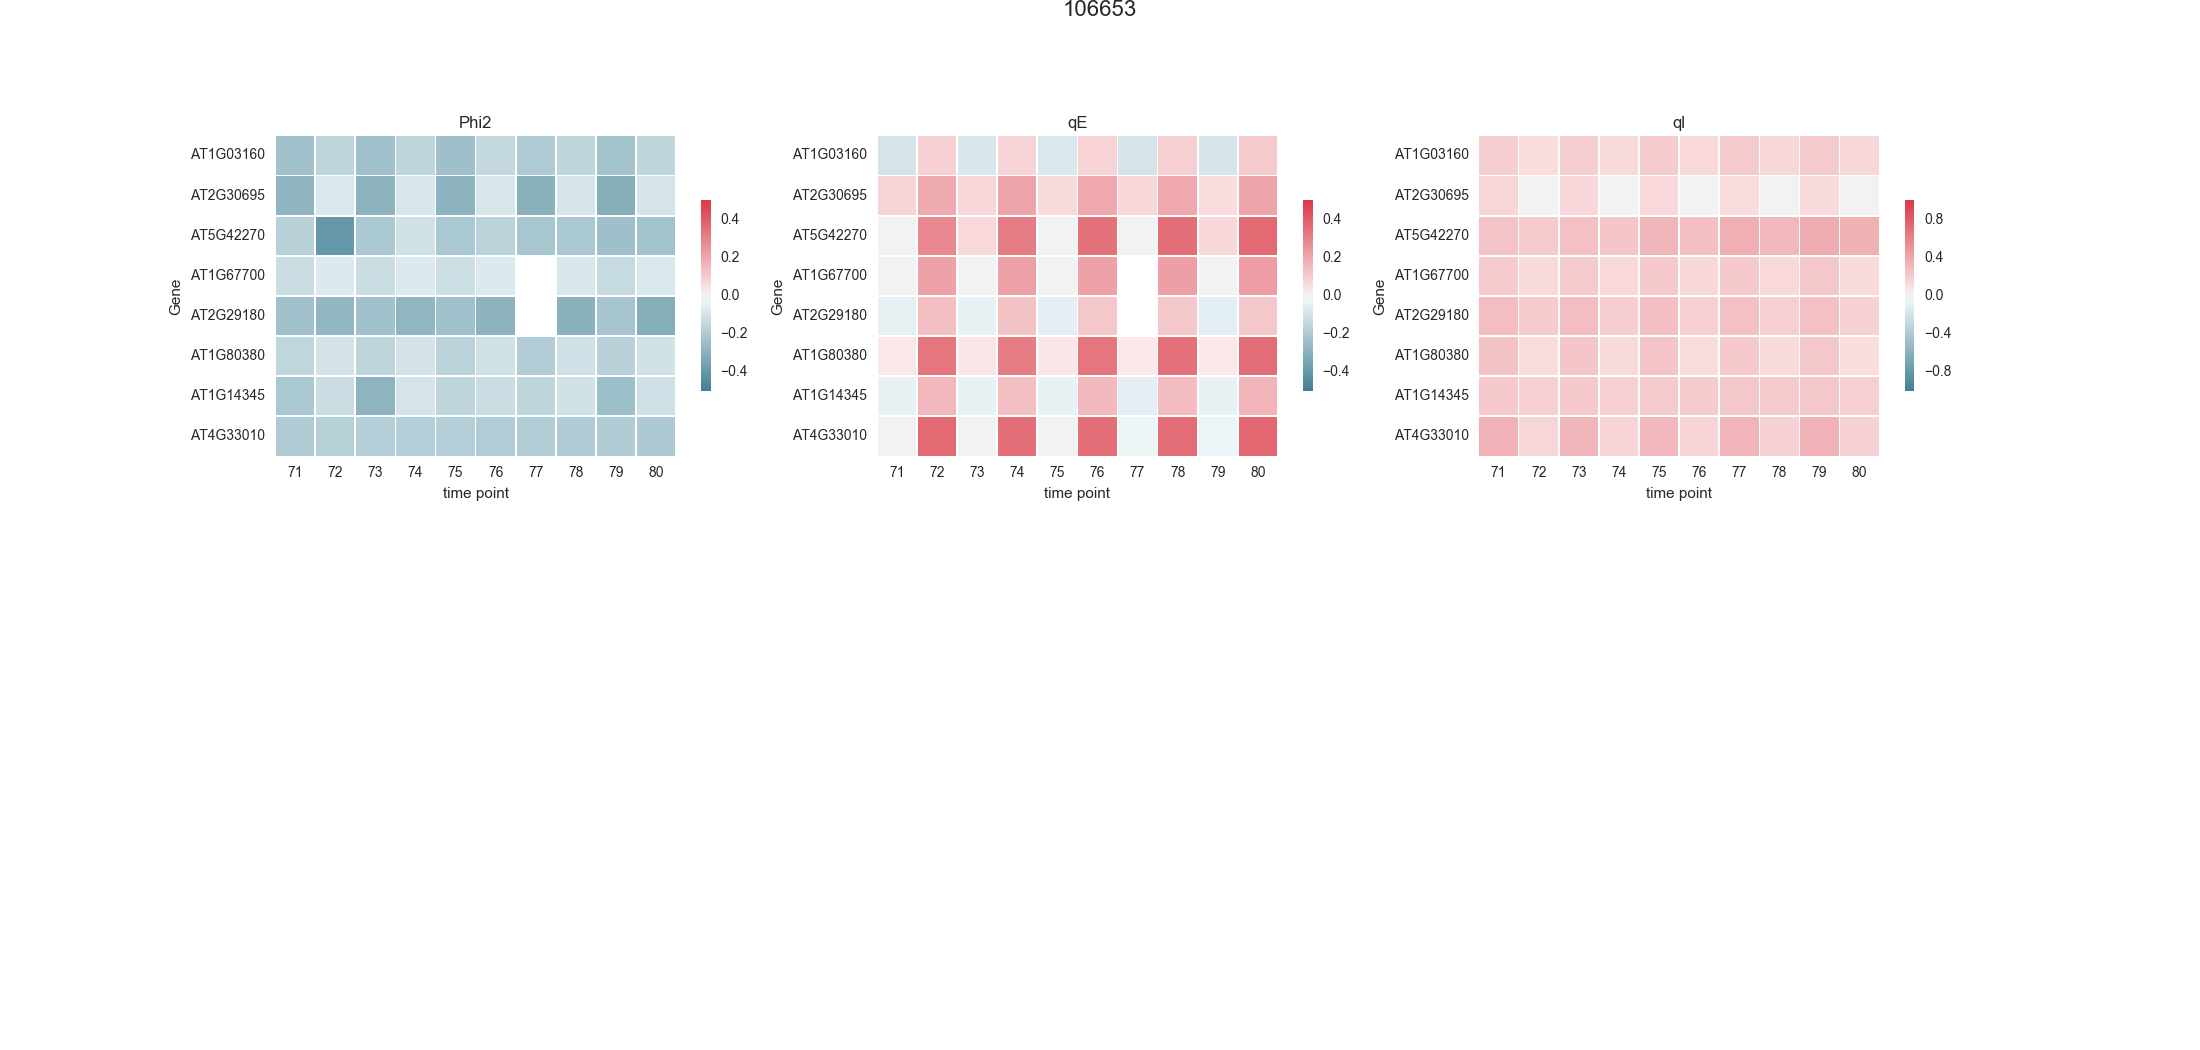 106653
Phi2
Gene
AT1G03160
AT2G30695
AT5G42270
AT1G67700
AT2G29180
AT1G80380
AT1G14345
AT4G33010
71 72 73 74 75 76 77 78 79 80
time point
0.4
0.2
0.0
−0.2
−0.4
qE
Gene
AT1G03160
AT2G30695
AT5G42270
AT1G67700
AT2G29180
AT1G80380
AT1G14345
AT4G33010
71 72 73 74 75 76 77 78 79 80
time point
0.4
0.2
0.0
−0.2
−0.4
qI
Gene
AT1G03160
AT2G30695
AT5G42270
AT1G67700
AT2G29180
AT1G80380
AT1G14345
AT4G33010
71 72 73 74 75 76 77 78 79 80
time point
0.8
0.4
0.0
−0.4
−0.8